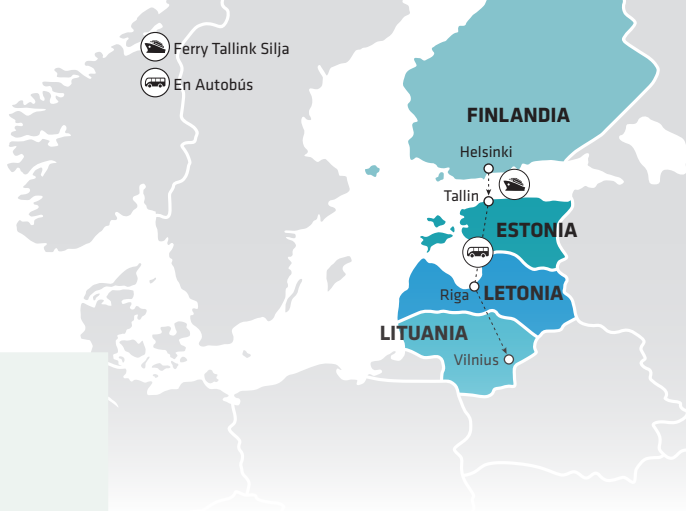 Ferry Tallink Silja
En Autobús
FINLANDIA
Helsinki
Tallin
ESTONIA
Riga
LETONIA
LITUANIA
Vilnius